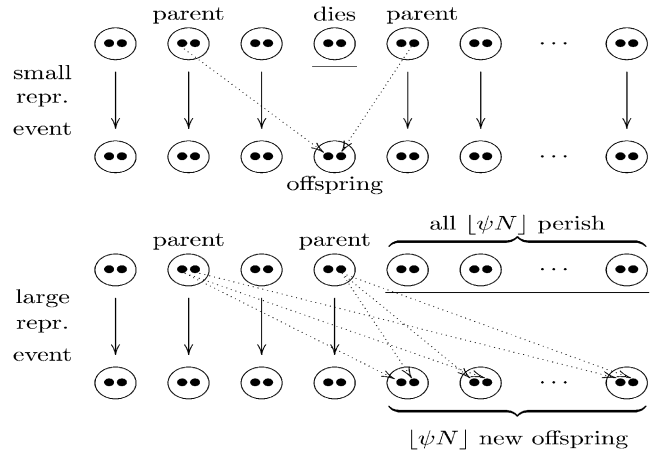 parent dies parent
⋯
small
repr.
event
⋯
offspring
all ⌊ψN⌋ perish
parent parent
⋯
large
repr.
event
⋯
⌊ψN⌋ new offspring